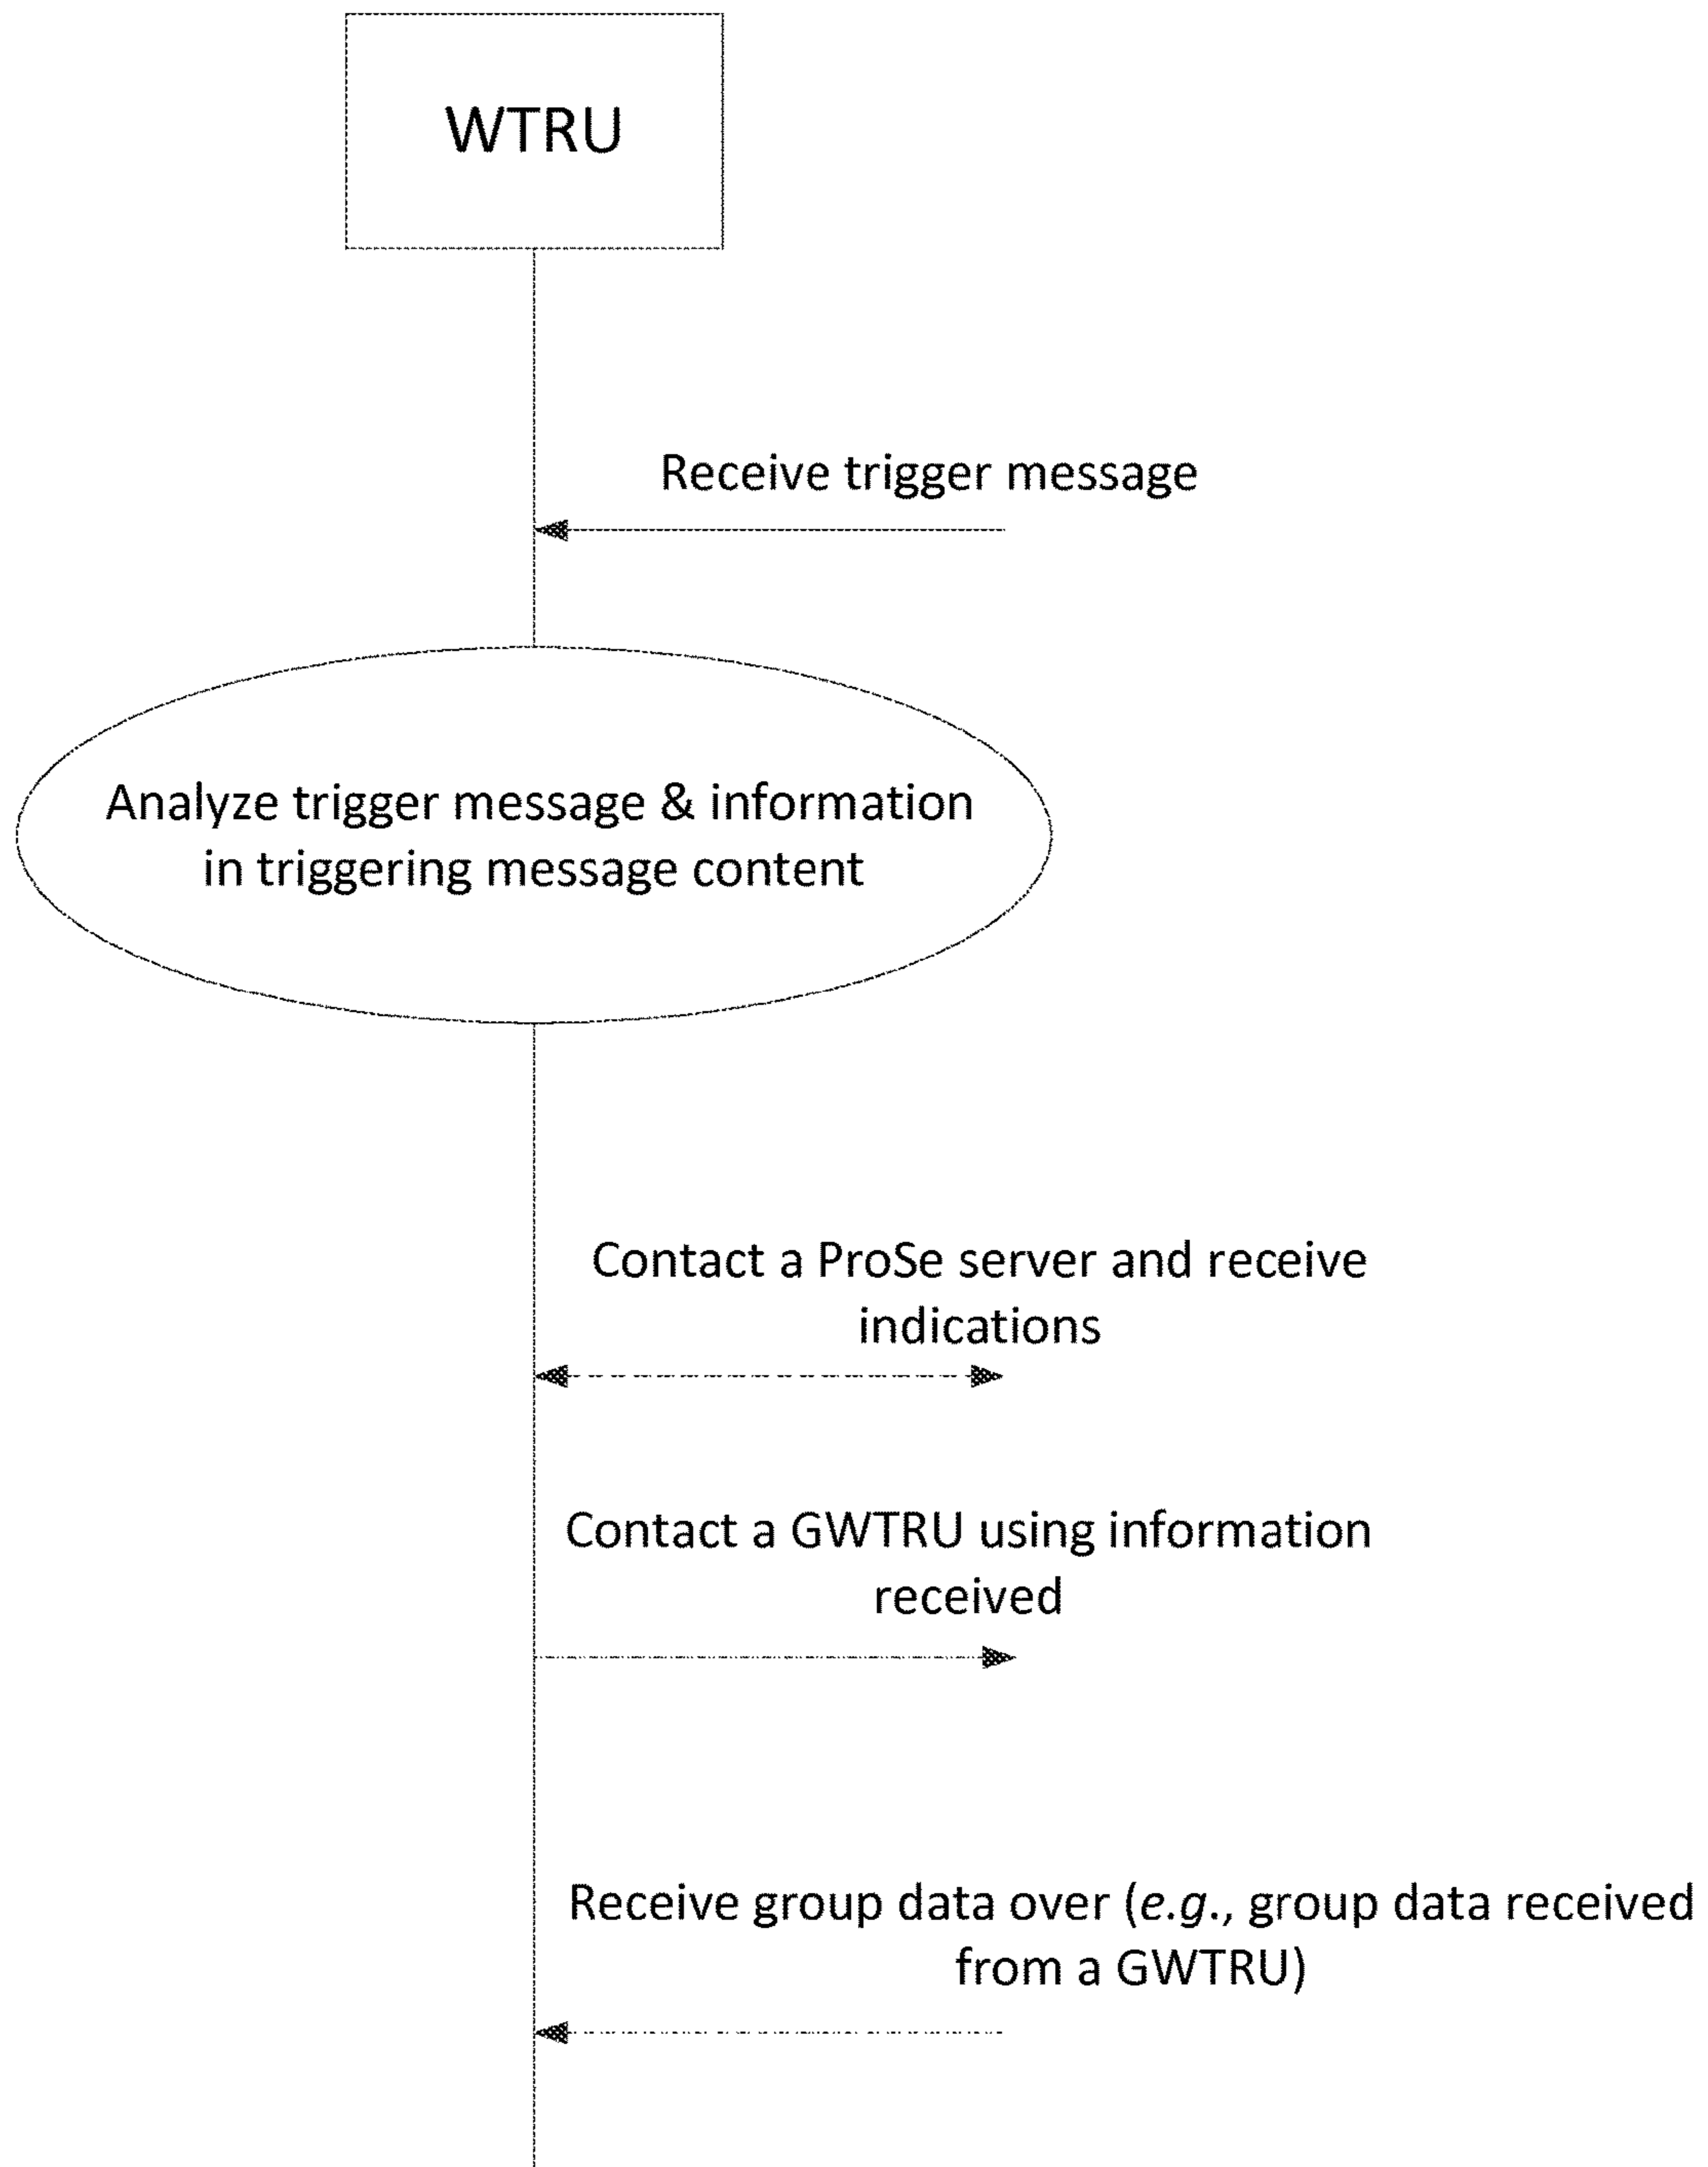 WTRU
Receive trigger message
Analyze trigger message & information
in triggering message content
Contact a ProSe server and receive
indications
Contact a GWTRU using information
received
Receive group data over (e.g., group data received
from a GWTRU)